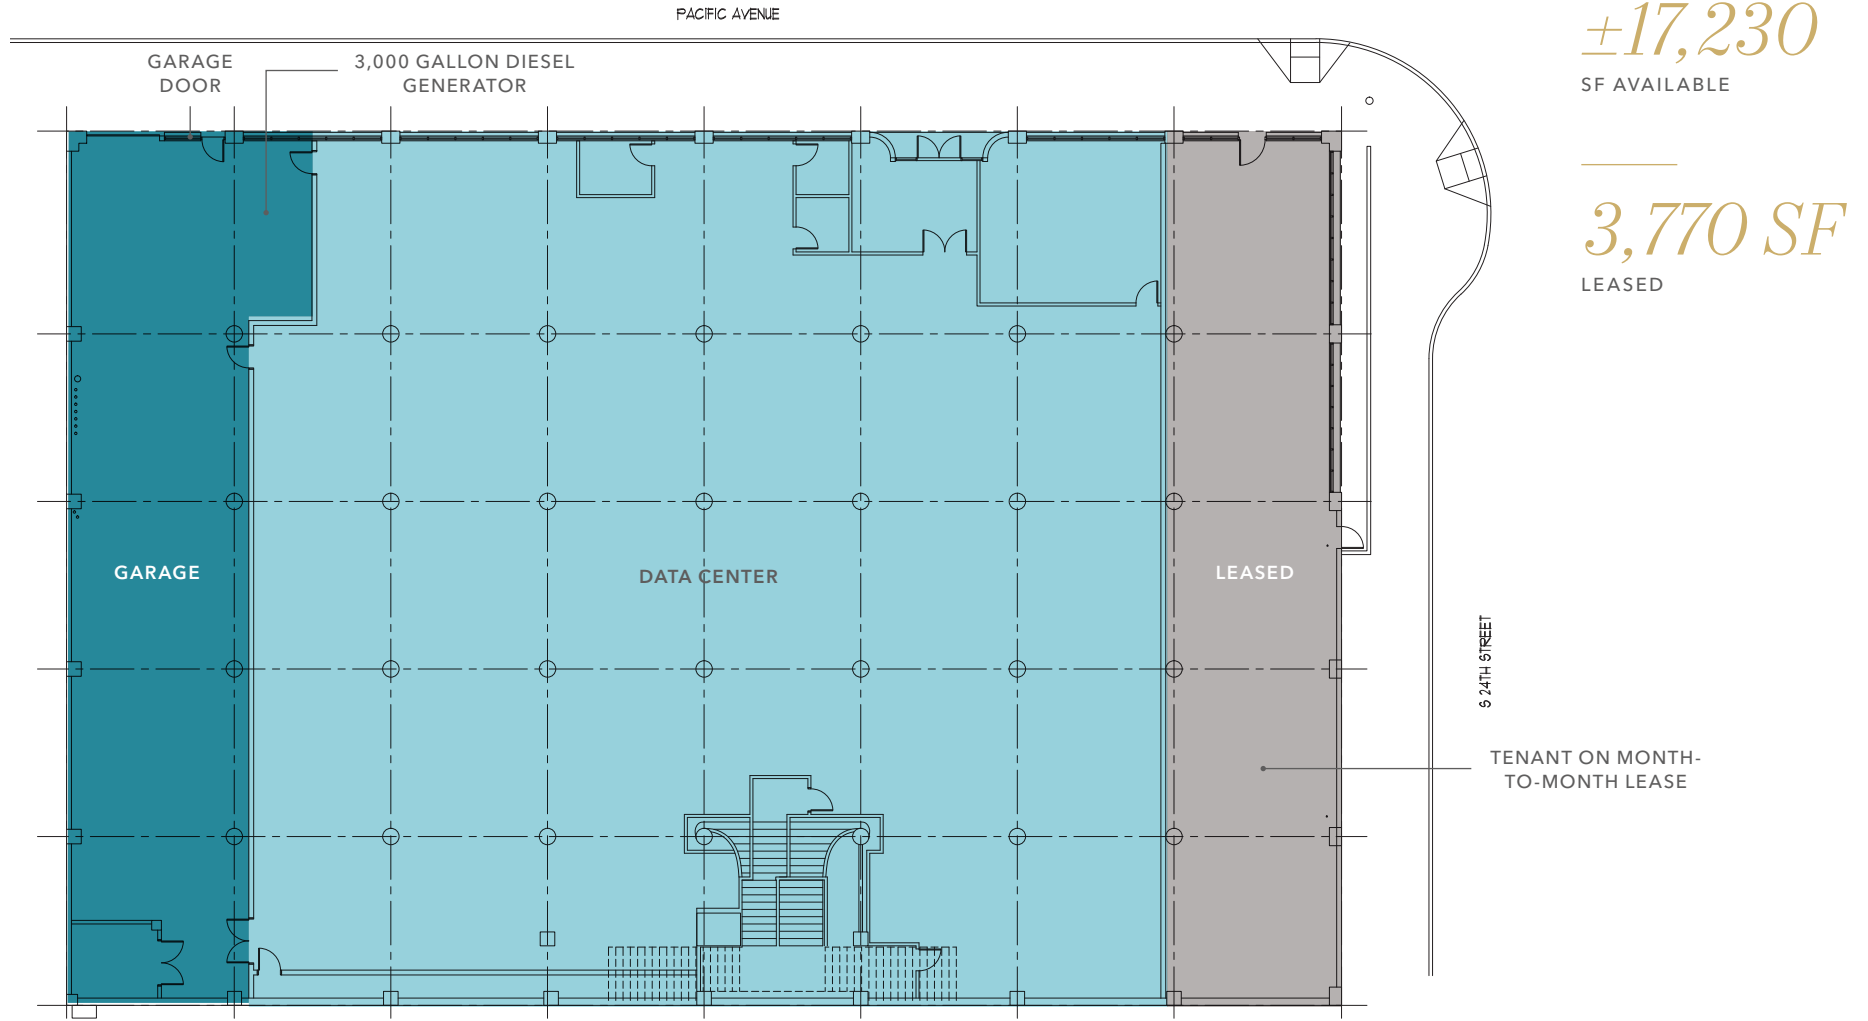 PACIFIC AVENUE
±17,230
SF AVAILABLE
GARAGE
DOOR
3,000 GALLON DIESEL
GENERATOR
3,770 SF
LEASED
GARAGE
DATA CENTER
LEASED
S 24TH STREET
TENANT ON MONTH-
TO-MONTH LEASE